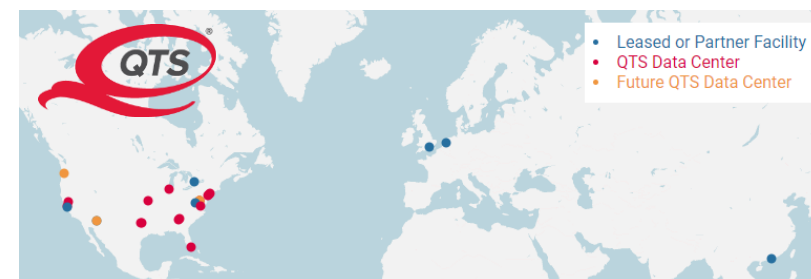 QTS®
Leased or Partner Facility
QTS Data Center
Future QTS Data Center